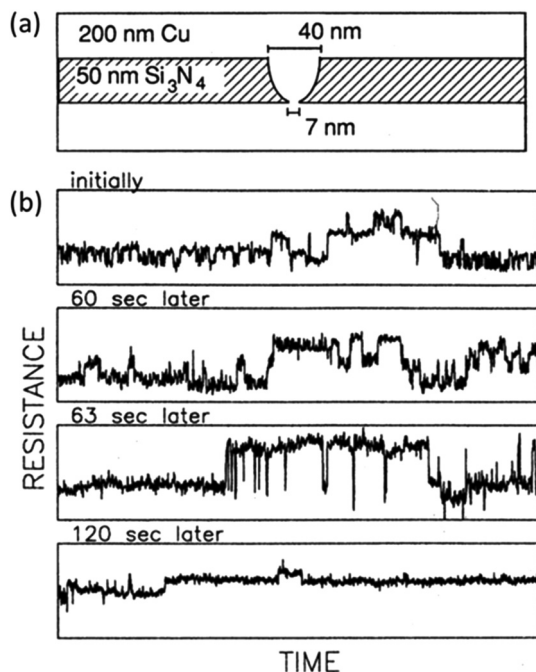 (a)
200 nm Cu
40 nm
50 nm Si₃N₄
7 nm
(b)
initially
60 sec later
63 sec later
120 sec later
RESISTANCE
TIME